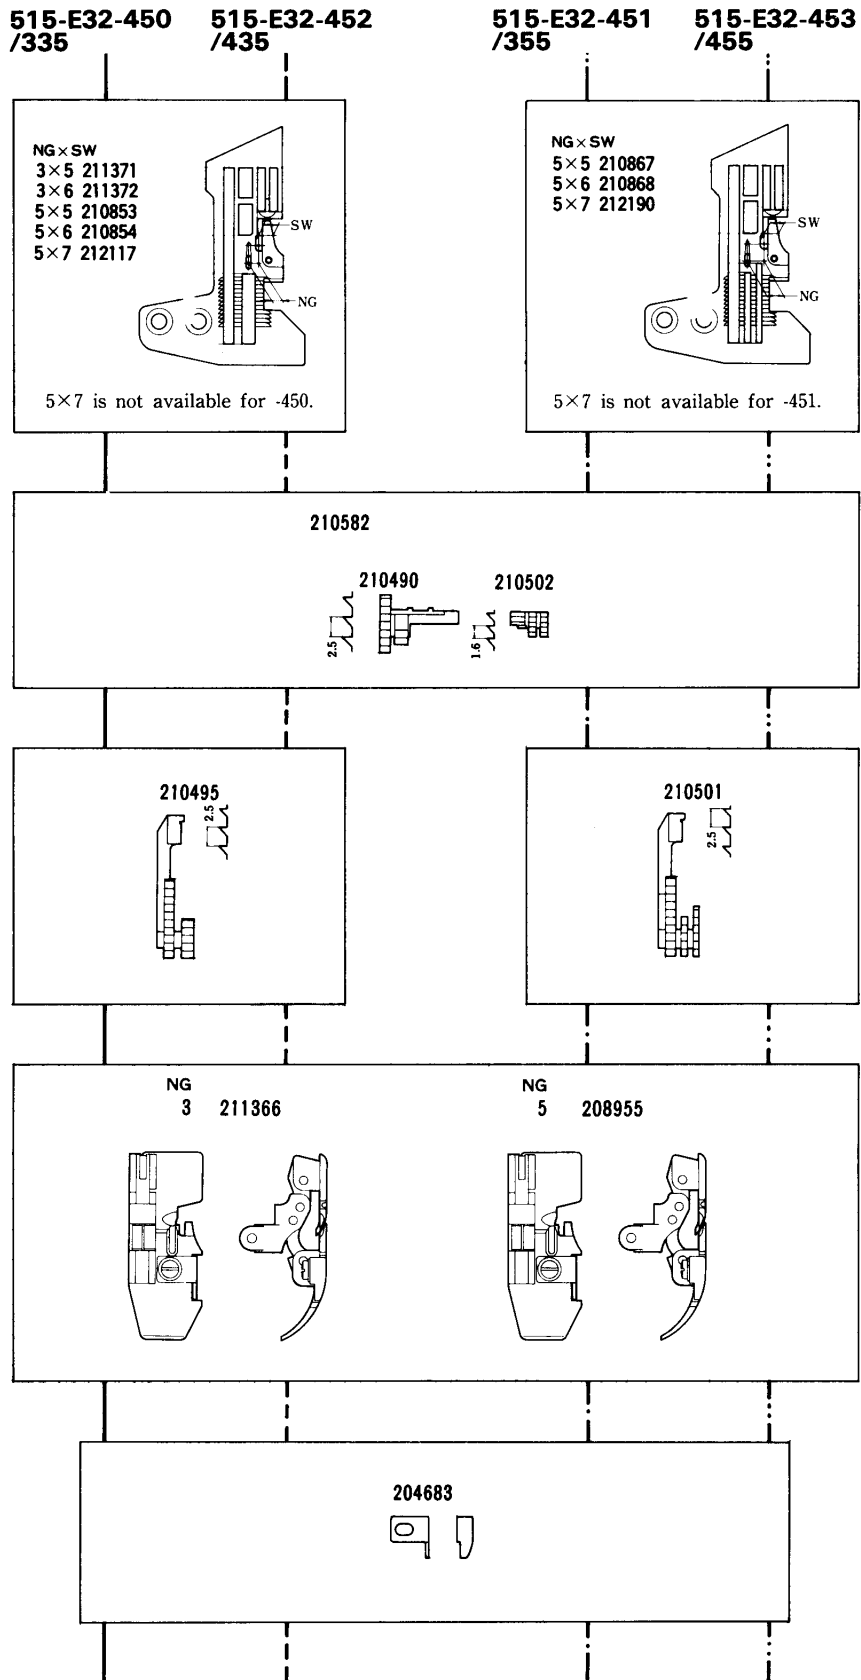 515-E32-450
/335
515-E32-452
/435
515-E32-451
/355
515-E32-453
/455
NG×SW
3×5 211371
3×6 211372
5×5 210853
5×6 210854
5×7 212117
SW
NG
5×7 is not available for -450.
NG×SW
5×5 210867
5×6 210868
5×7 212190
SW
NG
5×7 is not available for -451.
210582
210490
2.5
210502
1.6
210495
2.5
210501
2.5
NG
3 211366
NG
5 208955
204683